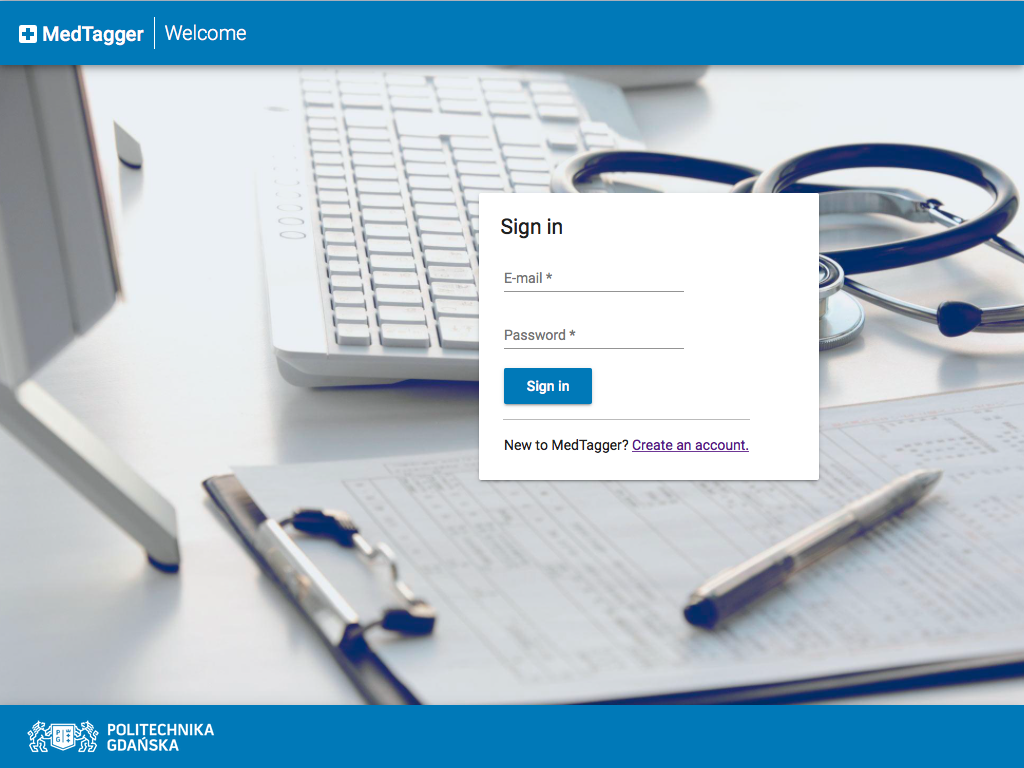 MedTagger Welcome
Sign in
E-mail *
Password *
Sign in
New to MedTagger? Create an account.
POLITECHNIKA
GDAŃSKA